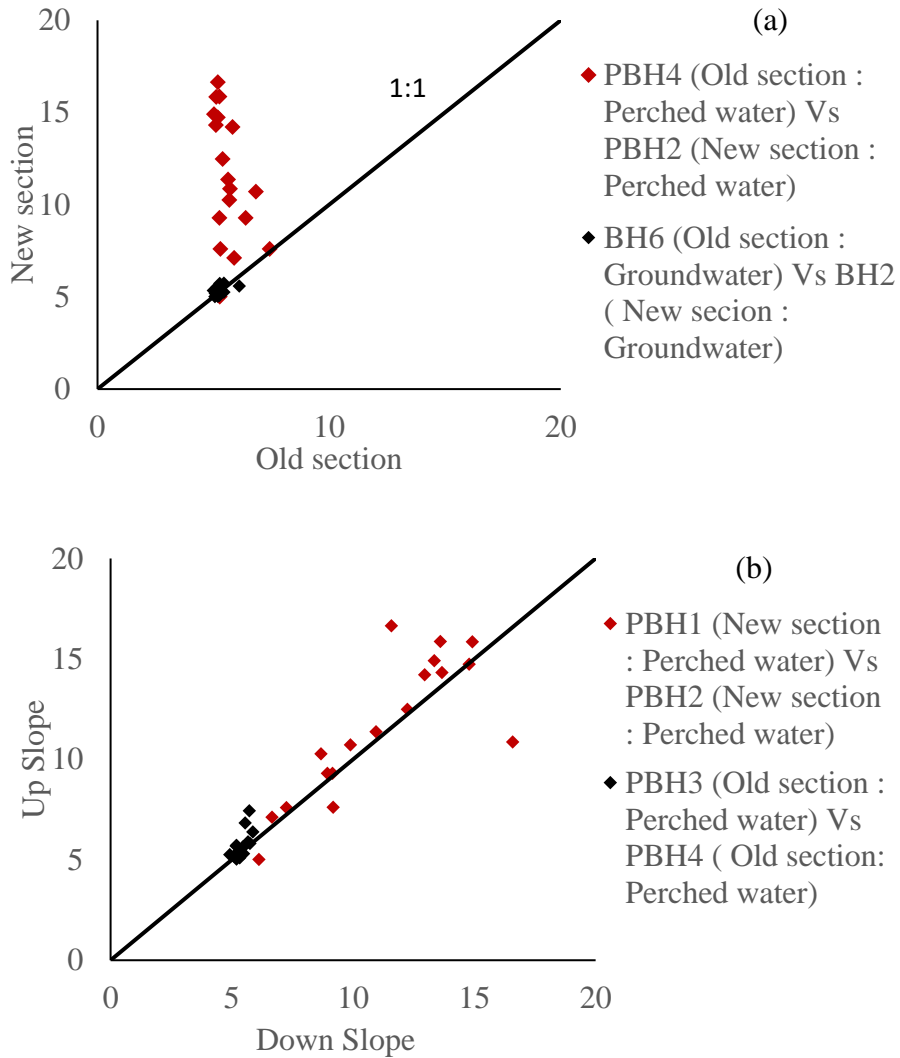 (a)
20
15
10
5
0
New section
1:1
0
10
20
Old section
PBH4 (Old section :
Perched water) Vs
PBH2 (New section :
Perched water)
BH6 (Old section :
Groundwater) Vs BH2
( New secion :
Groundwater)
(b)
20
15
10
5
0
Up Slope
0
5
10
15
20
Down Slope
PBH1 (New section
: Perched water) Vs
PBH2 (New section
: Perched water)
PBH3 (Old section :
Perched water) Vs
PBH4 ( Old section:
Perched water)